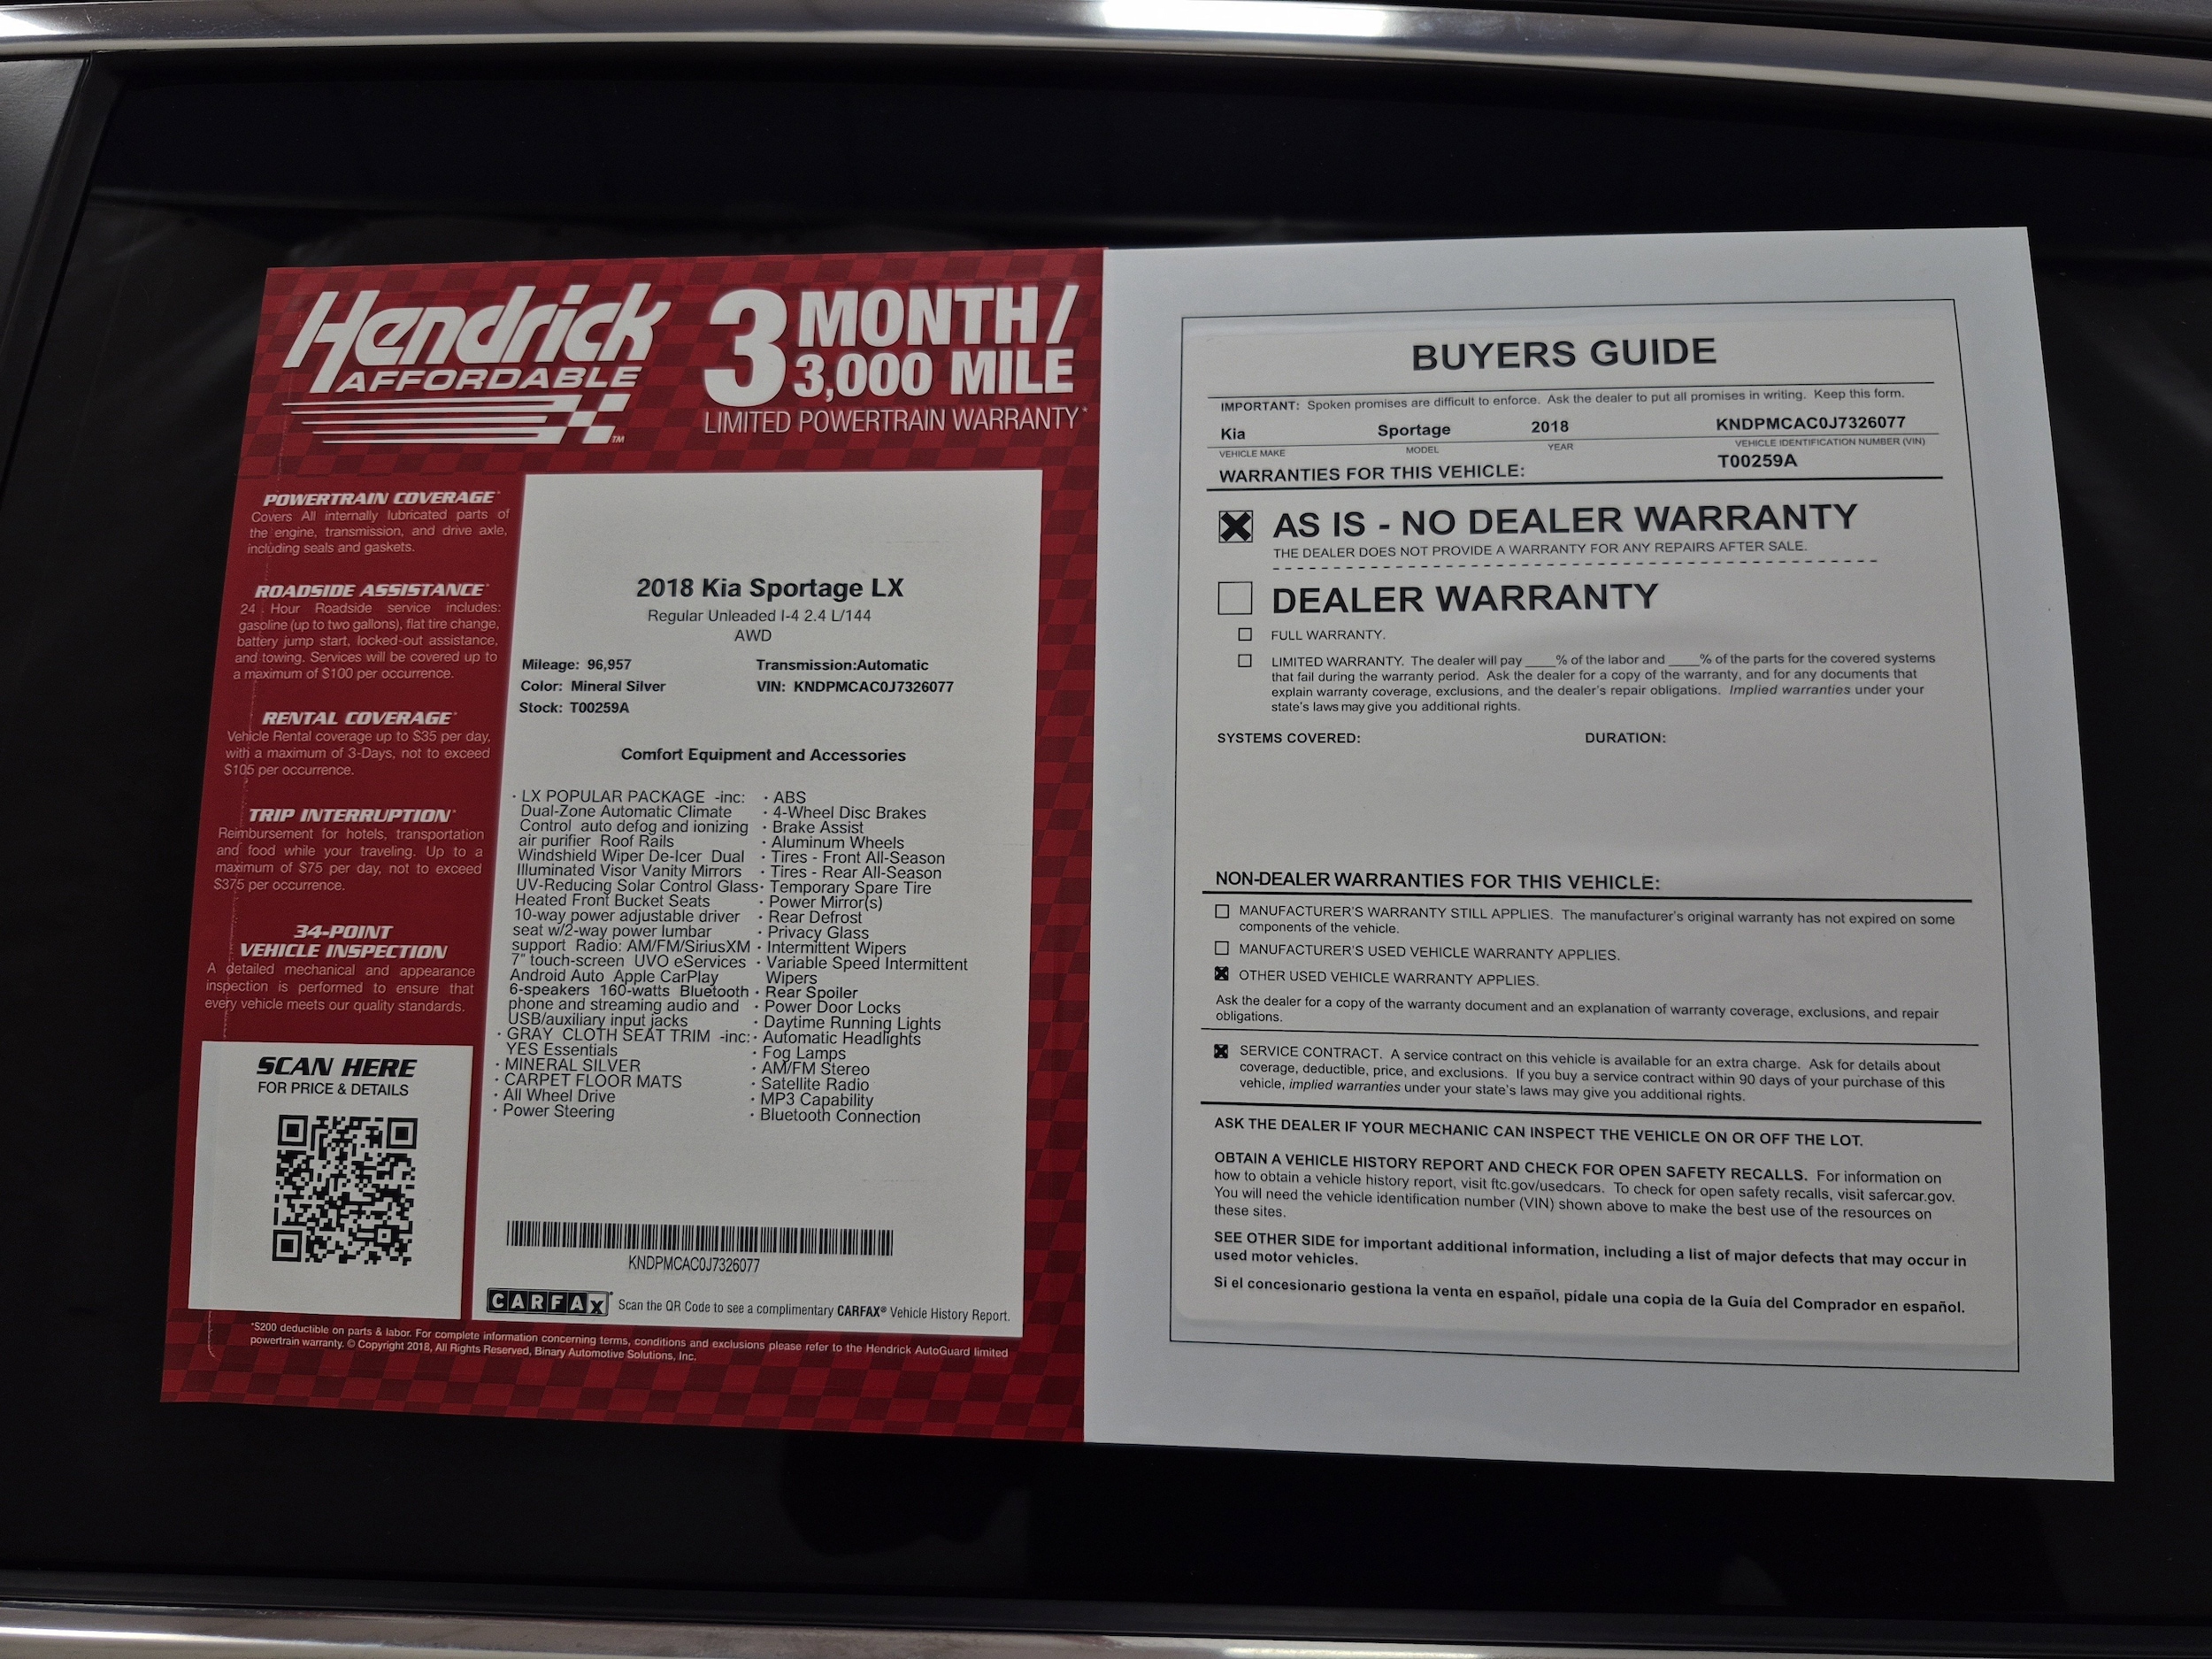 Hendrick
AFFORDABLE
TM
3 MONTH/
3,000 MILE
LIMITED POWERTRAIN WARRANTY*
POWERTRAIN COVERAGE*
Covers All internally lubricated parts of
the engine, transmission, and drive axle,
including seals and gaskets.
ROADSIDE ASSISTANCE*
24 Hour Roadside service includes:
gasoline (up to two gallons), flat tire change,
battery jump start, locked-out assistance,
and towing. Services will be covered up to
a maximum of $100 per occurrence.
RENTAL COVERAGE*
Vehicle Rental coverage up to $35 per day,
with a maximum of 3-Days, not to exceed
$105 per occurrence.
TRIP INTERRUPTION*
Reimbursement for hotels, transportation
and food while your traveling. Up to a
maximum of $75 per day, not to exceed
$375 per occurrence.
34-POINT
VEHICLE INSPECTION
A detailed mechanical and appearance
inspection is performed to ensure that
every vehicle meets our quality standards.
SCAN HERE
FOR PRICE & DETAILS
2018 Kia Sportage LX
Regular Unleaded I-4 2.4 L/144
AWD
Mileage: 96,957
Transmission:Automatic
Color: Mineral Silver
VIN: KNDPMCAC0J7326077
Stock: T00259A
Comfort Equipment and Accessories
· LX POPULAR PACKAGE -inc:
Dual-Zone Automatic Climate
Control auto defog and ionizing
air purifier Roof Rails
Windshield Wiper De-Icer Dual
Illuminated Visor Vanity Mirrors
UV-Reducing Solar Control Glass
Heated Front Bucket Seats
10-way power adjustable driver
seat w/2-way power lumbar
support Radio: AM/FM/SiriusXM
7" touch-screen UVO eServices
Android Auto Apple CarPlay
6-speakers 160-watts Bluetooth
phone and streaming audio and
USB/auxiliary input jacks
· GRAY CLOTH SEAT TRIM -inc:
YES Essentials
· MINERAL SILVER
· CARPET FLOOR MATS
· All Wheel Drive
· Power Steering
· ABS
· 4-Wheel Disc Brakes
· Brake Assist
· Aluminum Wheels
· Tires - Front All-Season
· Tires - Rear All-Season
· Temporary Spare Tire
· Power Mirror(s)
· Rear Defrost
· Privacy Glass
· Intermittent Wipers
· Variable Speed Intermittent
Wipers
· Rear Spoiler
· Power Door Locks
· Daytime Running Lights
· Automatic Headlights
· Fog Lamps
· AM/FM Stereo
· Satellite Radio
· MP3 Capability
· Bluetooth Connection
KNDPMCAC0J7326077
CARFAX Scan the QR Code to see a complimentary CARFAX® Vehicle History Report.
*$200 deductible on parts & labor. For complete information concerning terms, conditions and exclusions please refer to the Hendrick AutoGuard limited
powertrain warranty. © Copyright 2018, All Rights Reserved, Binary Automotive Solutions, Inc.
BUYERS GUIDE
IMPORTANT: Spoken promises are difficult to enforce. Ask the dealer to put all promises in writing. Keep this form.
Kia Sportage 2018 KNDPMCAC0J7326077
VEHICLE MAKE MODEL YEAR VEHICLE IDENTIFICATION NUMBER (VIN)
T00259A
WARRANTIES FOR THIS VEHICLE:
AS IS - NO DEALER WARRANTY
THE DEALER DOES NOT PROVIDE A WARRANTY FOR ANY REPAIRS AFTER SALE.
DEALER WARRANTY
FULL WARRANTY.
LIMITED WARRANTY. The dealer will pay ____% of the labor and ____% of the parts for the covered systems
that fail during the warranty period. Ask the dealer for a copy of the warranty, and for any documents that
explain warranty coverage, exclusions, and the dealer's repair obligations. Implied warranties under your
state's laws may give you additional rights.
SYSTEMS COVERED: DURATION:
NON-DEALER WARRANTIES FOR THIS VEHICLE:
MANUFACTURER'S WARRANTY STILL APPLIES. The manufacturer's original warranty has not expired on some
components of the vehicle.
MANUFACTURER'S USED VEHICLE WARRANTY APPLIES.
OTHER USED VEHICLE WARRANTY APPLIES.
Ask the dealer for a copy of the warranty document and an explanation of warranty coverage, exclusions, and repair
obligations.
SERVICE CONTRACT. A service contract on this vehicle is available for an extra charge. Ask for details about
coverage, deductible, price, and exclusions. If you buy a service contract within 90 days of your purchase of this
vehicle, implied warranties under your state's laws may give you additional rights.
ASK THE DEALER IF YOUR MECHANIC CAN INSPECT THE VEHICLE ON OR OFF THE LOT.
OBTAIN A VEHICLE HISTORY REPORT AND CHECK FOR OPEN SAFETY RECALLS. For information on
how to obtain a vehicle history report, visit ftc.gov/usedcars. To check for open safety recalls, visit safercar.gov.
You will need the vehicle identification number (VIN) shown above to make the best use of the resources on
these sites.
SEE OTHER SIDE for important additional information, including a list of major defects that may occur in
used motor vehicles.
Si el concesionario gestiona la venta en español, pídale una copia de la Guía del Comprador en español.